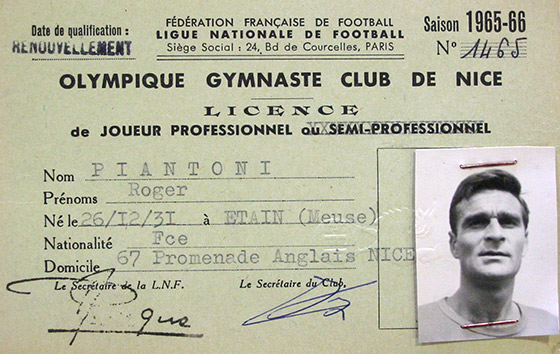 Date de qualification :
RENOUVELLEMENT
FÉDÉRATION FRANÇAISE DE FOOTBALL
LIGUE NATIONALE DE FOOTBALL
Siège Social : 24, Bd de Courcelles, PARIS
Saison 1965-66
N° 1465
OLYMPIQUE GYMNASTE CLUB DE NICE
LICENCE
de JOUEUR PROFESSIONNEL ou SEMI-PROFESSIONNEL
Nom PIANTONI
Prénoms Roger
Né le 26/12/31 à ETAIN (Meuse)
Nationalité Fce
Domicile 67 Promenade Anglais NICE
Le Secrétaire de la L.N.F. Le Secrétaire du Club,